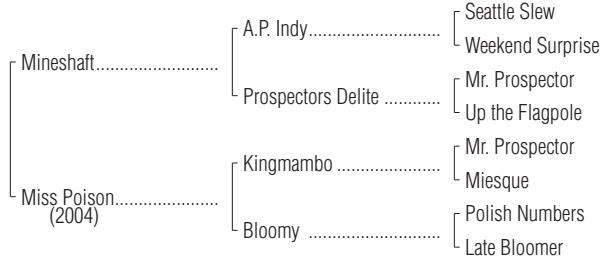 Seattle Slew
A.P. Indy..............................
Weekend Surprise
Mineshaft............................
Mr. Prospector
Prospectors Delite .............
Up the Flagpole
Mr. Prospector
Kingmambo ........................
Miesque
Miss Poison.......................
(2004)
Polish Numbers
Bloomy ..............................
Late Bloomer